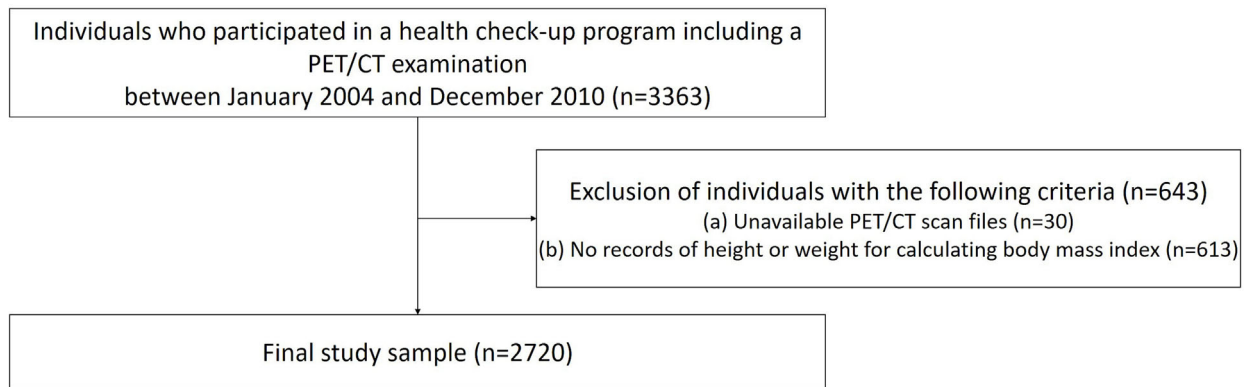 Individuals who participated in a health check-up program including a
PET/CT examination
between January 2004 and December 2010 (n=3363)
Exclusion of individuals with the following criteria (n=643)
(a) Unavailable PET/CT scan files (n=30)
(b) No records of height or weight for calculating body mass index (n=613)
Final study sample (n=2720)